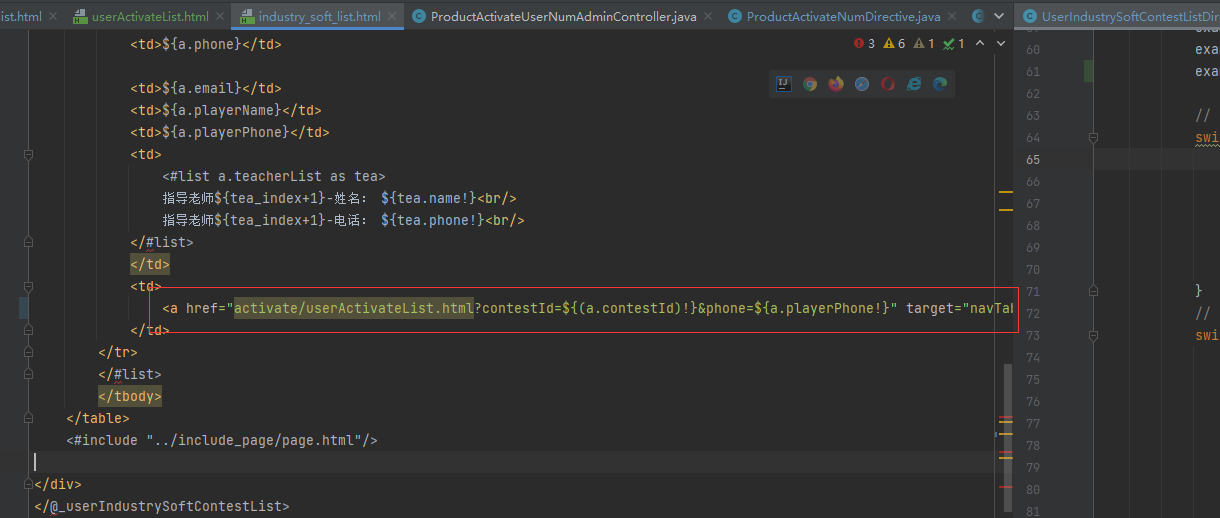 ist.html
userActivateList.html
industry_soft_list.html
ProductActivateUserNumAdminController.java
ProductActivateNumDirective.java
UserIndustrySoftContestListDire
<td>${a.phone}</td>
3 6 1 1
<td>${a.email}</td>
<td>${a.playerName}</td>
<td>${a.playerPhone}</td>
<td>
<#list a.teacherList as tea>
指导老师${tea_index+1}-姓名： ${tea.name!}<br/>
指导老师${tea_index+1}-电话： ${tea.phone!}<br/>
</#list>
</td>
<td>
<a href="activate/userActivateList.html?contestId=${(a.contestId)!}&phone=${a.playerPhone!}" target="navTab
</td>
</tr>
</#list>
</tbody>
</table>
<#include "../include_page/page.html"/>
</div>
</@_userIndustrySoftContestList>
60 exa
61 exa
62
63 //
64 swi
65
66
67
68
69
70
71 }
72 //
73 swi
74
75
76
77
78
79
80
81